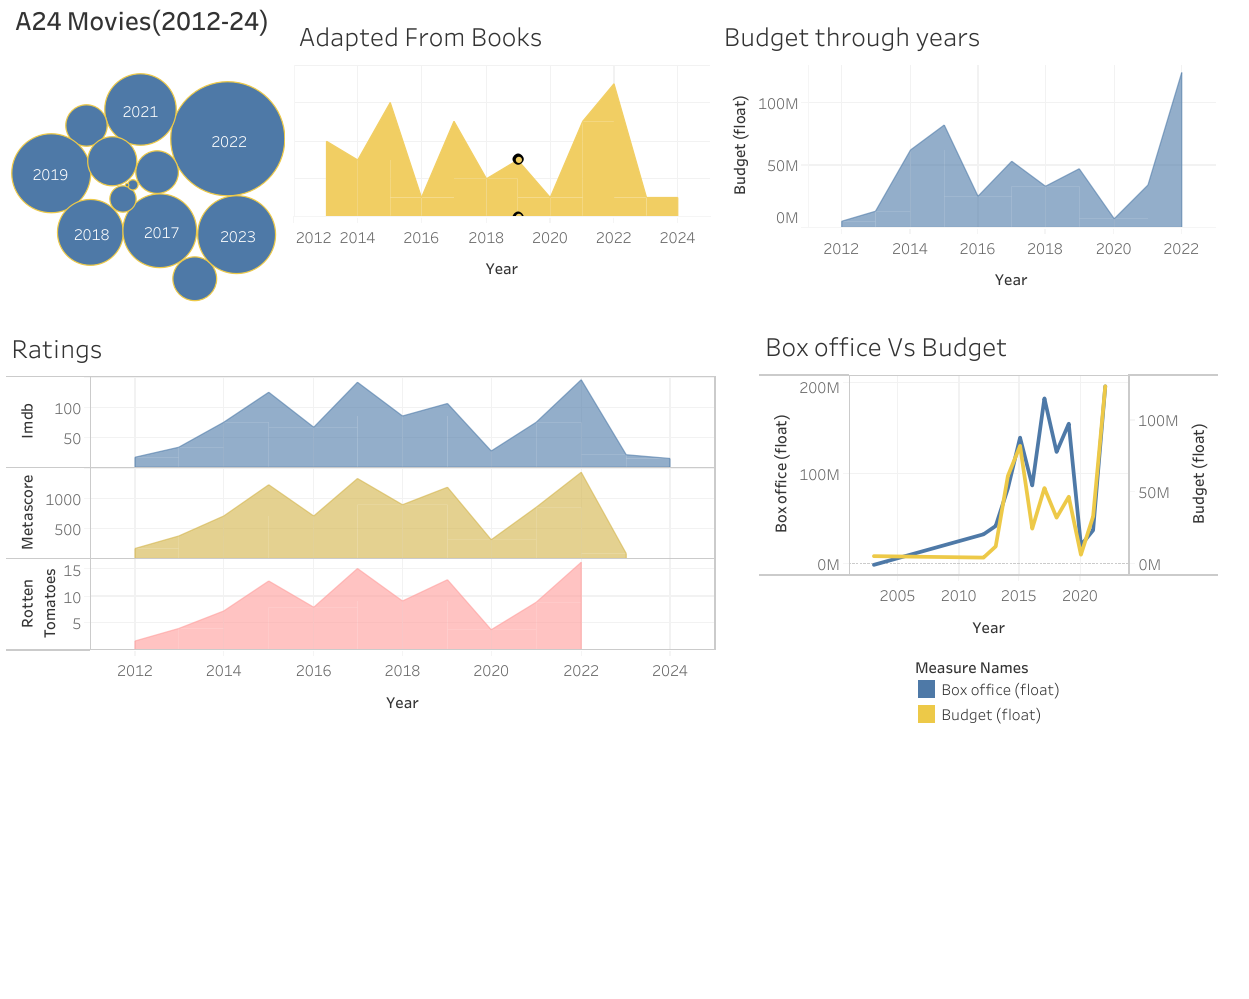 A24 Movies(2012-24)
2021
2022
2019
2018
2017
2023
Adapted From Books
2012 2014 2016 2018 2020 2022 2024
Year
Budget through years
Budget (float)
100M
50M
0M
2012 2014 2016 2018 2020 2022
Year
Ratings
Imdb
100
50
Metascore
1000
500
Rotten
Tomatoes
15
10
5
2012 2014 2016 2018 2020 2022 2024
Year
Box office Vs Budget
Box office (float)
200M
100M
0M
100M
50M
0M
Budget (float)
2005 2010 2015 2020
Year
Measure Names
Box office (float)
Budget (float)